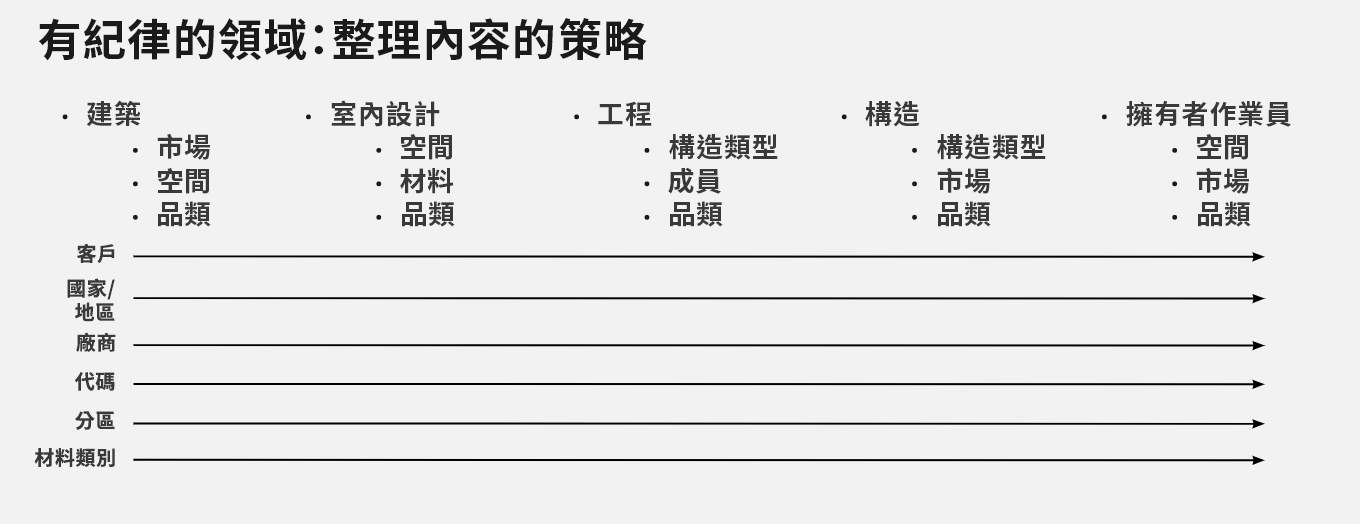 有紀律的領域：整理內容的策略
• 建築
• 市場
• 空間
• 品類
• 室內設計
• 空間
• 材料
• 品類
• 工程
• 構造類型
• 成員
• 品類
• 構造
• 構造類型
• 市場
• 品類
• 擁有者作業員
• 空間
• 市場
• 品類
客戶
國家/
地區
廠商
代碼
分區
材料類別